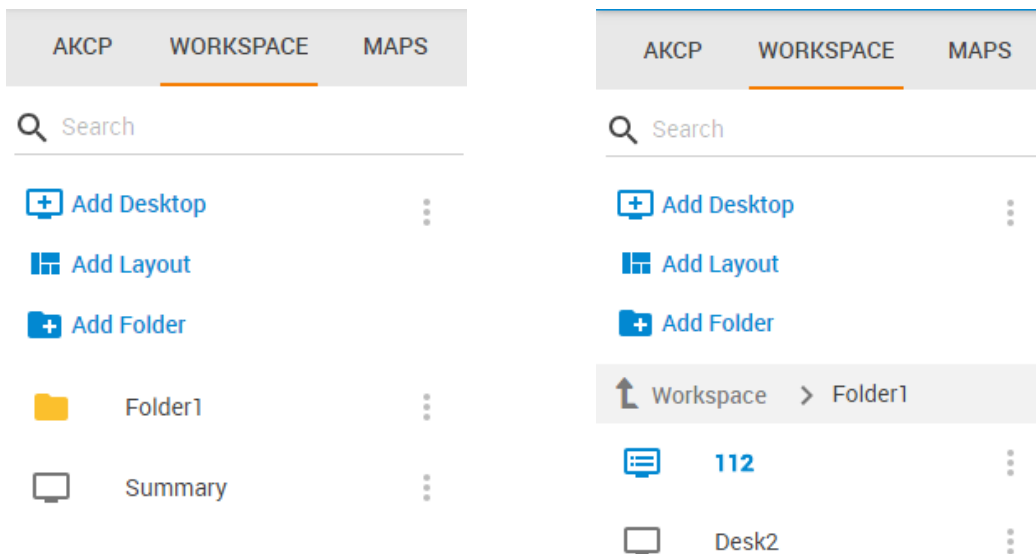 AKCP WORKSPACE MAPS
Search
Add Desktop
Add Layout
Add Folder
Folder1
Summary
AKCP WORKSPACE MAPS
Search
Add Desktop
Add Layout
Add Folder
Workspace > Folder1
112
Desk2